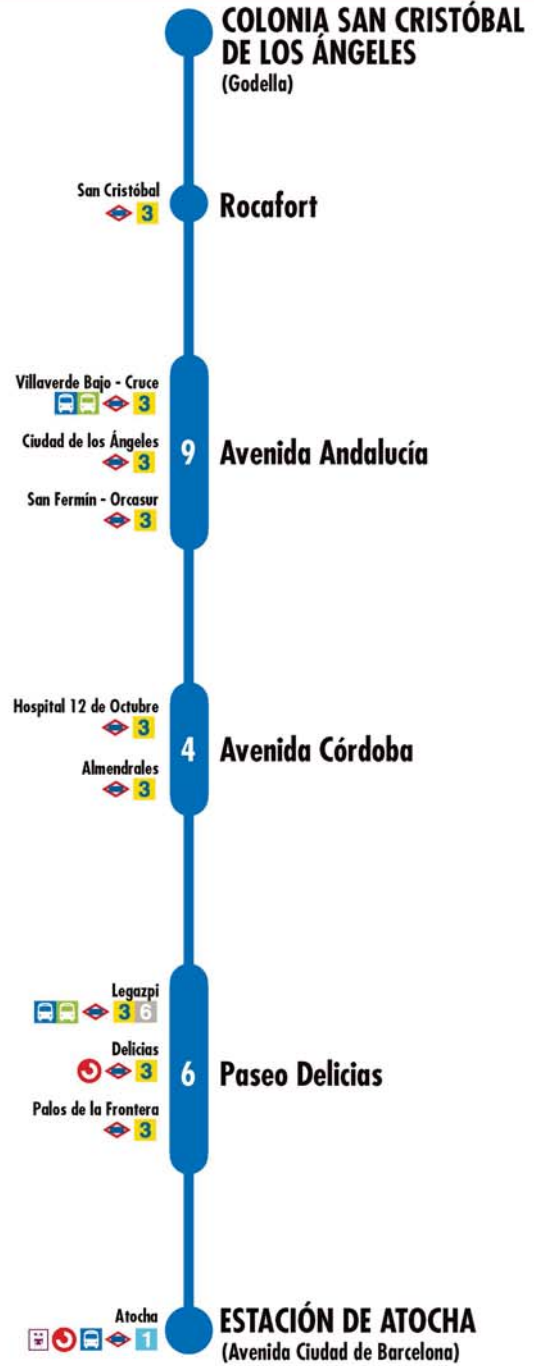 COLONIA SAN CRISTÓBAL
DE LOS ÁNGELES
(Godella)
San Cristóbal
3
Rocafort
Villaverde Bajo - Cruce
3
Ciudad de los Ángeles
3
San Fermín - Orcasur
3
9
Avenida Andalucía
Hospital 12 de Octubre
3
Almendrales
3
4
Avenida Córdoba
Legazpi
3 6
Delicias
3
Palos de la Frontera
3
6
Paseo Delicias
Atocha
1
ESTACIÓN DE ATOCHA
(Avenida Ciudad de Barcelona)